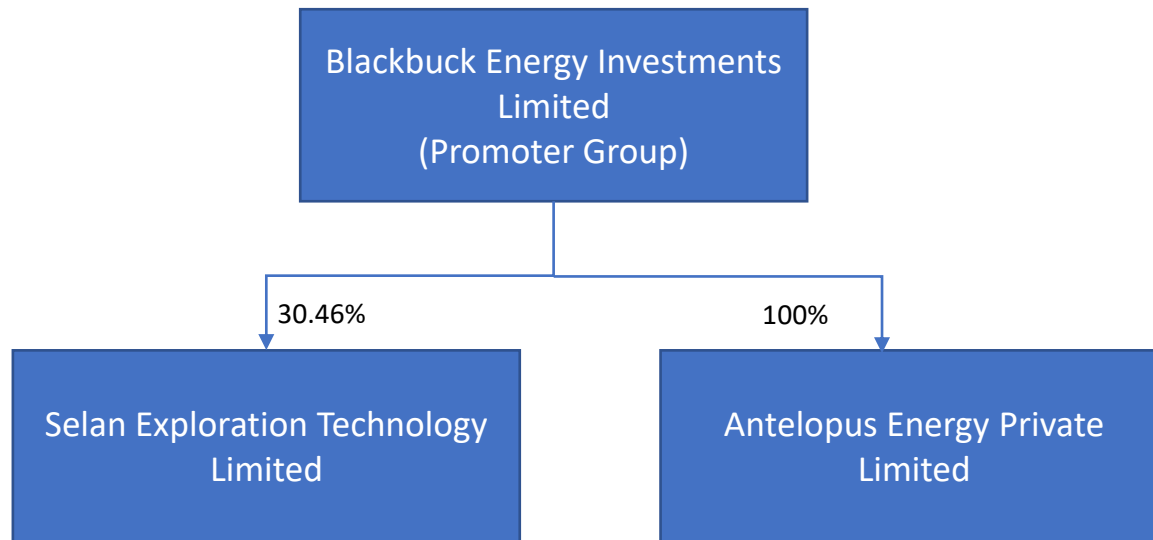 Blackbuck Energy Investments
Limited
(Promoter Group)
30.46%
100%
Selan Exploration Technology
Limited
Antelopus Energy Private
Limited